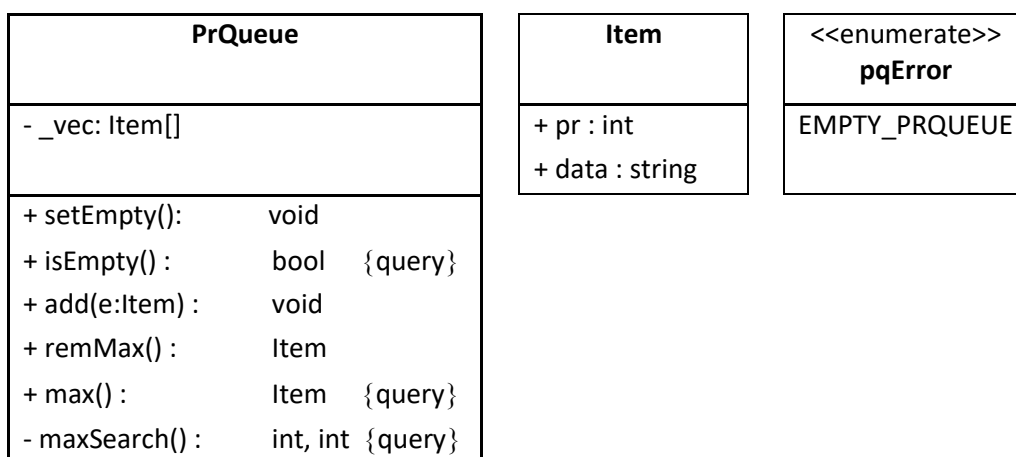 PrQueue
- _vec: Item[]
+ setEmpty(): void
+ isEmpty() : bool {query}
+ add(e:Item) : void
+ remMax() : Item
+ max() : Item {query}
- maxSearch() : int, int {query}
Item
+ pr : int
+ data : string
<<enumerate>>
pqError
EMPTY_PRQUEUE